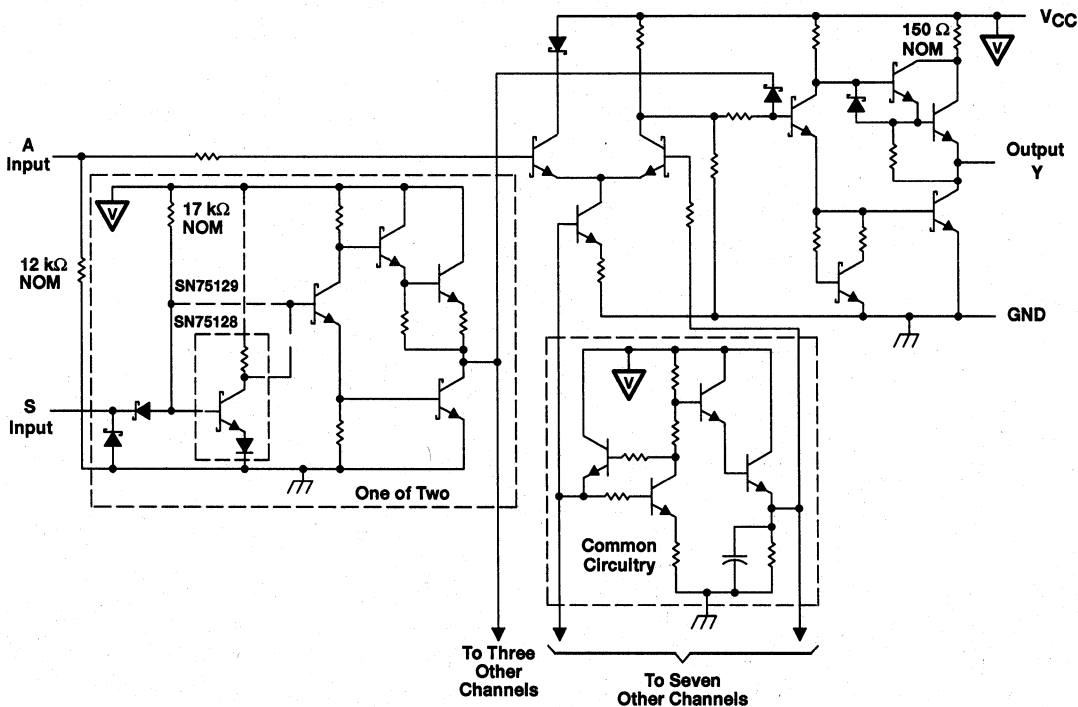 VCC
150 Ω
NOM
V
A
Input
Output
Y
V
17 kΩ
NOM
12 kΩ
NOM
SN75129
SN75128
GND
V
S
Input
One of Two
Common
Circuitry
To Three
Other
Channels
To Seven
Other Channels